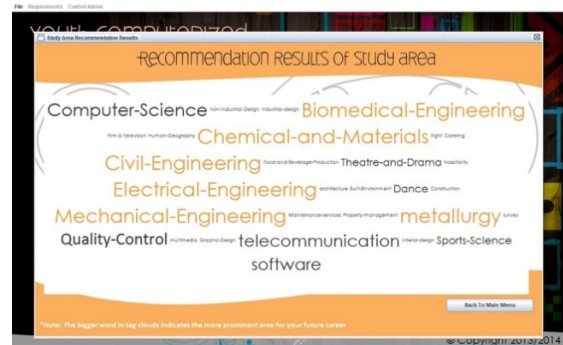 File Requirements Control Admin
Youth Computerized
Study Area Recommendation Results
Recommendation Results of study area
Computer-Science Non-Industrial-Design Industrial-design Biomedical-Engineering
Film-&-Television Human-Geography Chemical-and-Materials flight Catering
Civil-Engineering Food-and-Beverage-Production Theatre-and-Drama hospitality
Electrical-Engineering architecture Built-Environment Dance Construction
Mechanical-Engineering Maintenance-services Property-management metallurgy survey
Quality-Control multimedia Graphic-Design telecommunication interior-design Sports-Science
software
Back To Main Menu
*Note: The bigger word in tag clouds indicates the more prominent area for your future career
© Copyright 2013/2014